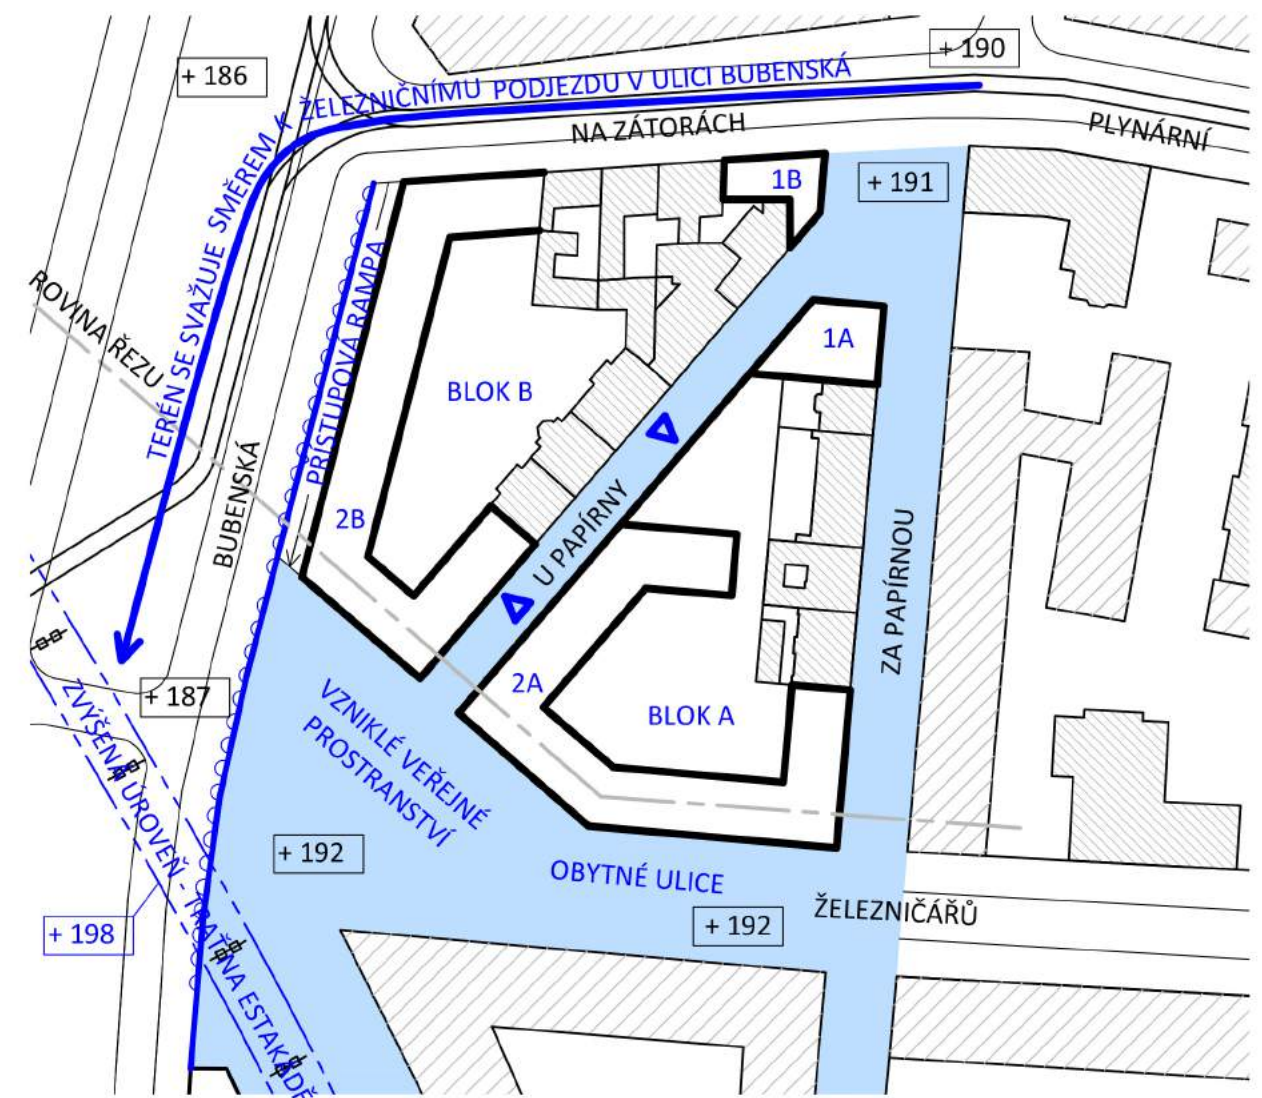 + 190
+ 186
TERÉN SE SVAŽUJE SMĚREM K ŽELEZNIČNÍMU PODJEZDU V ULICI BUBENSKÁ
NA ZÁTORÁCH
PLYNÁRNÍ
1B
+ 191
ROVINA ŘEZU
PŘÍSTUPOVÁ RAMPA
1A
BLOK B
BUBENSKÁ
2B
U PAPÍRNY
ZA PAPÍRNOU
+ 187
2A
BLOK A
VZNIKLÉ VEŘEJNÉ
PROSTRANSTVÍ
ZVÝŠENÁ ÚROVEŇ - TRAŤ NA ESTAKÁDĚ
+ 192
OBYTNÉ ULICE
ŽELEZNIČÁŘŮ
+ 192
+ 198